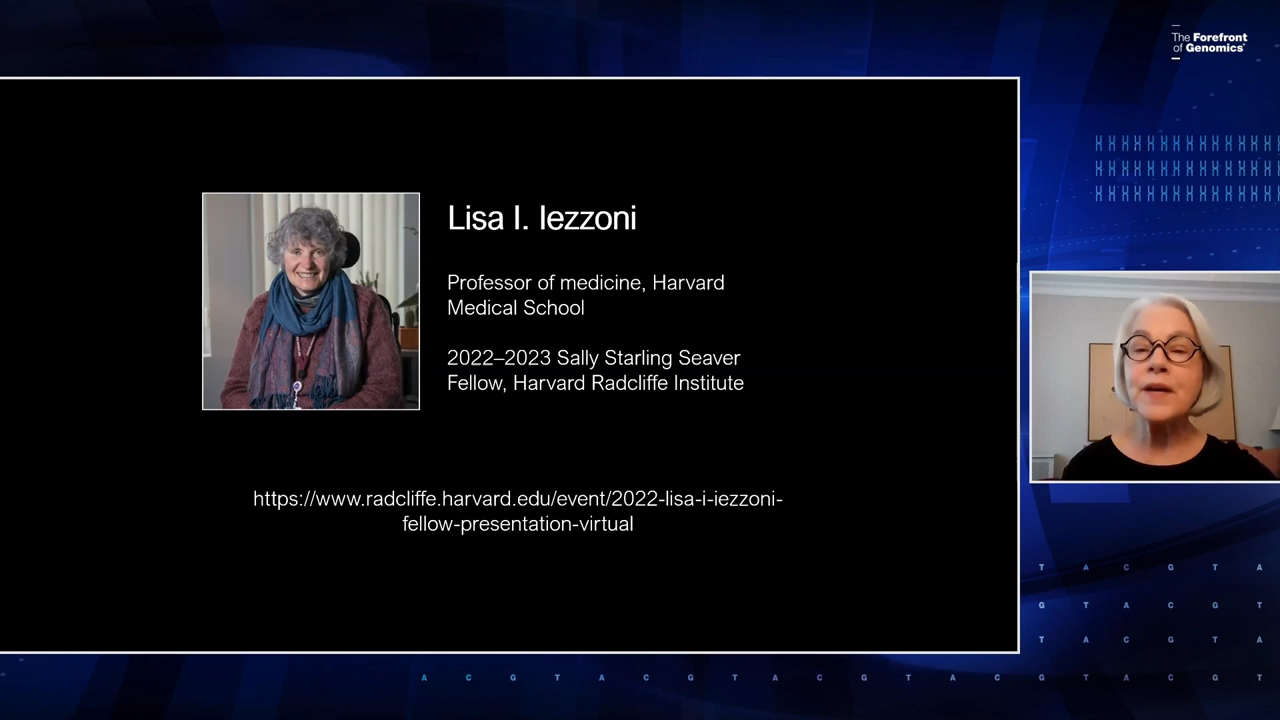 The Forefront
of Genomics®
Lisa I. Iezzoni
Professor of medicine, Harvard
Medical School
2022–2023 Sally Starling Seaver
Fellow, Harvard Radcliffe Institute
https://www.radcliffe.harvard.edu/event/2022-lisa-i-iezzoni-
fellow-presentation-virtual
T A C G T A
G T A C G T
T A C G T A
A C G T A C G T A C G T A C G T A C G T